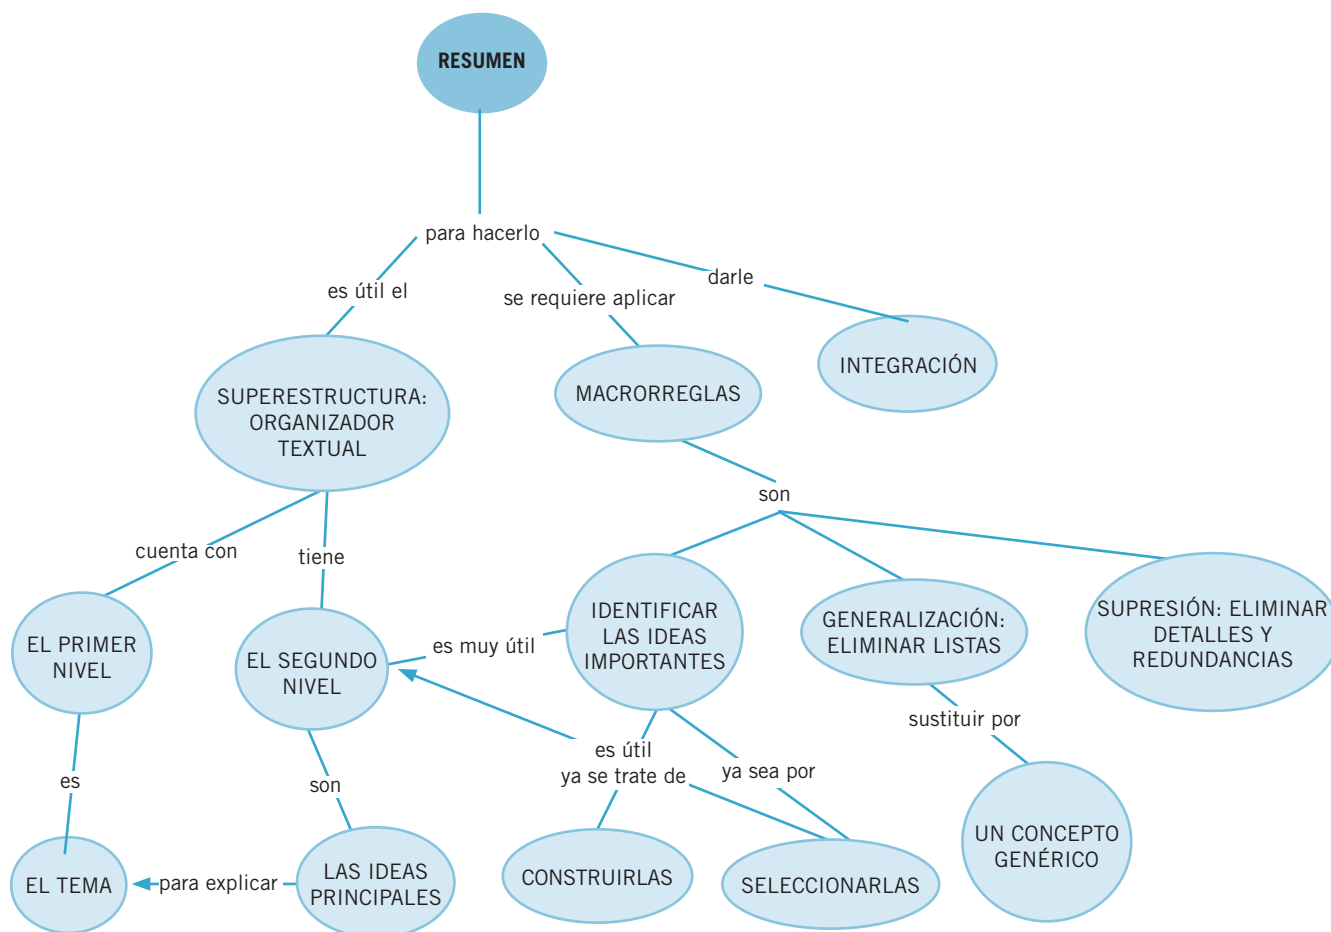 RESUMEN
para hacerlo
es útil el
se requiere aplicar
darle
SUPERESTRUCTURA:
ORGANIZADOR
TEXTUAL
MACRORREGLAS
INTEGRACIÓN
cuenta con
tiene
son
EL PRIMER
NIVEL
EL SEGUNDO
NIVEL
es muy útil
IDENTIFICAR
LAS IDEAS
IMPORTANTES
GENERALIZACIÓN:
ELIMINAR LISTAS
SUPRESIÓN: ELIMINAR
DETALLES Y
REDUNDANCIAS
es
son
es útil
ya se trate de
ya sea por
sustituir por
EL TEMA
para explicar
LAS IDEAS
PRINCIPALES
CONSTRUIRLAS
SELECCIONARLAS
UN CONCEPTO
GENÉRICO